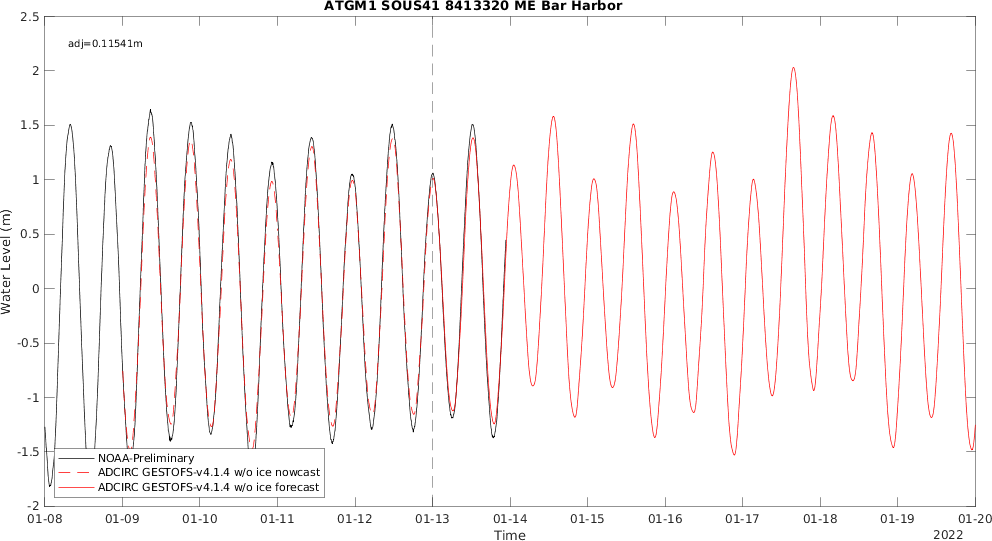 ATGM1 SOUS41 8413320 ME Bar Harbor
adj=0.11541m
2.5
2
1.5
1
0.5
0
-0.5
-1
-1.5
-2
Water Level (m)
NOAA-Preliminary
ADCIRC GESTOFS-v4.1.4 w/o ice nowcast
ADCIRC GESTOFS-v4.1.4 w/o ice forecast
01-08 01-09 01-10 01-11 01-12 01-13 01-14 01-15 01-16 01-17 01-18 01-19 01-20
Time
2022